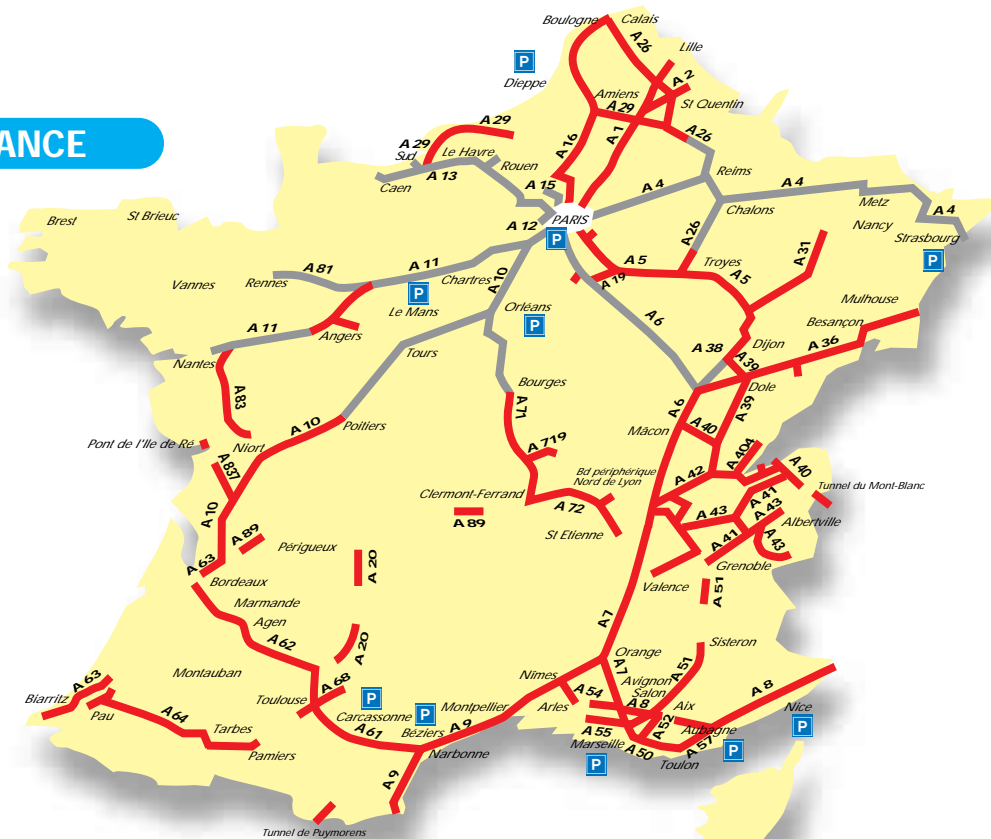 Boulogne
Calais
A 26
Lille
P
Dieppe
A 2
Amiens
A 29
St Quentin
ANCE
A 29
A 29
Sud
Le Havre
A 16
A 1
A 26
Rouen
Reims
Caen
A 13
A 15
A 4
A 4
Chalons
Metz
Brest
St Brieuc
PARIS
A 4
Nancy
A 12
P
Strasbourg
A 26
A 31
P
Vannes
Rennes
A 81
A 11
Chartres
A 10
A 5
A 19
Troyes
A 5
P
Le Mans
Orléans
P
A 6
Mulhouse
Besançon
A 11
Angers
A 38
Dijon
A 36
Nantes
Tours
A 39
Dole
Bourges
A 83
A 71
A 6
A 39
A 10
Poitiers
Mâcon
A 40
Pont de l'Ile de Ré
Niort
A 719
A 404
A 837
Bd périphérique
Nord de Lyon
A 42
A 40
Clermont-Ferrand
Tunnel du Mont-Blanc
A 10
A 72
A 41
A 43
A 89
A 43
Albertville
A 89
St Etienne
A 41
A 43
Périgueux
A 20
A 63
Grenoble
Bordeaux
Valence
A 51
Marmande
Agen
A 7
A 62
A 20
Sisteron
Orange
Montauban
A 7
A 51
A 63
A 68
Nîmes
Avignon
Biarritz
Toulouse
P
A 54
Salon
A 8
Pau
Carcassonne
P
Montpellier
Arles
A 8
Aix
Nice
A 64
Tarbes
A 61
Béziers
A 9
A 55
A 52
Aubagne
P
Pamiers
Narbonne
Marseille
A 50
A 57
P
A 9
P
Toulon
Tunnel de Puymorens